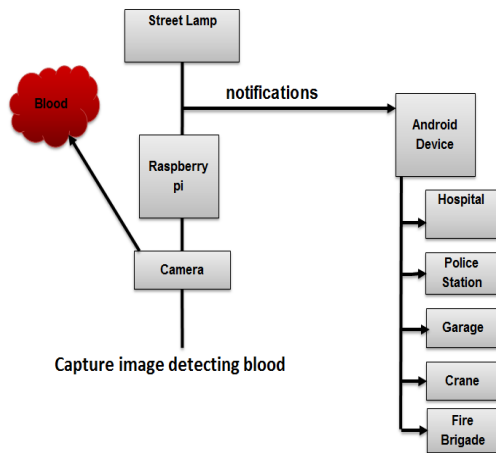 Street Lamp
Blood
notifications
Android
Device
Raspberry
pi
Hospital
Camera
Police
Station
Garage
Capture image detecting blood
Crane
Fire
Brigade